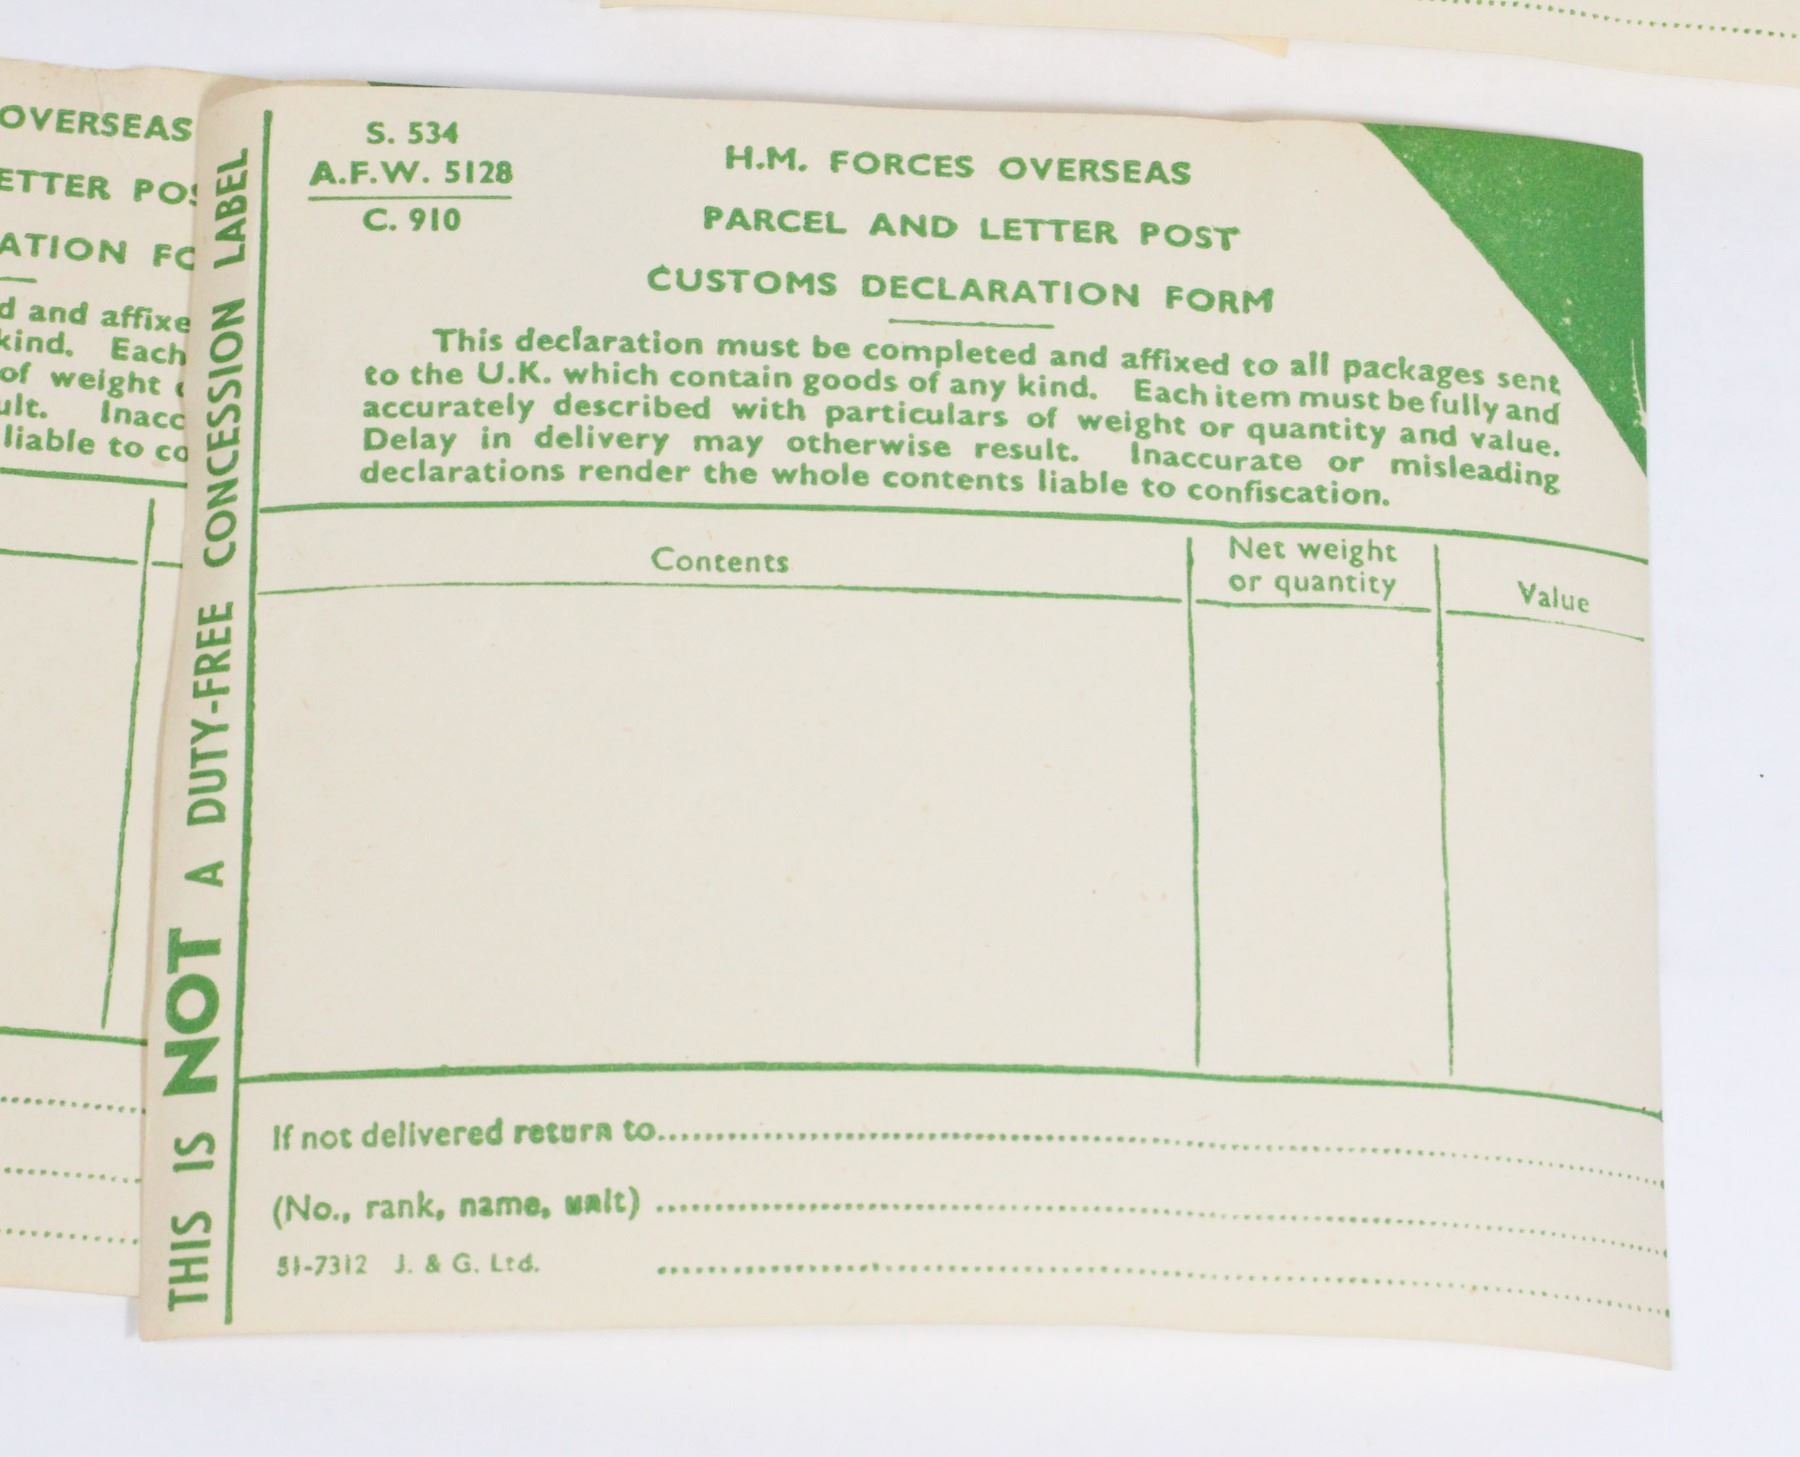 OVERSEAS
ETTER POS
ATION FO
d and affixe
kind. Each
of weight
ult. Inacc
liable to co
THIS IS NOT A DUTY-FREE CONCESSION LABEL
S. 534
A.F.W. 5128
C. 910
H.M. FORCES OVERSEAS
PARCEL AND LETTER POST
CUSTOMS DECLARATION FORM
This declaration must be completed and affixed to all packages sent
to the U.K. which contain goods of any kind. Each item must be fully and
accurately described with particulars of weight or quantity and value.
Delay in delivery may otherwise result. Inaccurate or misleading
declarations render the whole contents liable to confiscation.
Contents
Net weight
or quantity
Value
If not delivered return to
(No., rank, name, unit)
51-7312 J. & G. Ltd.